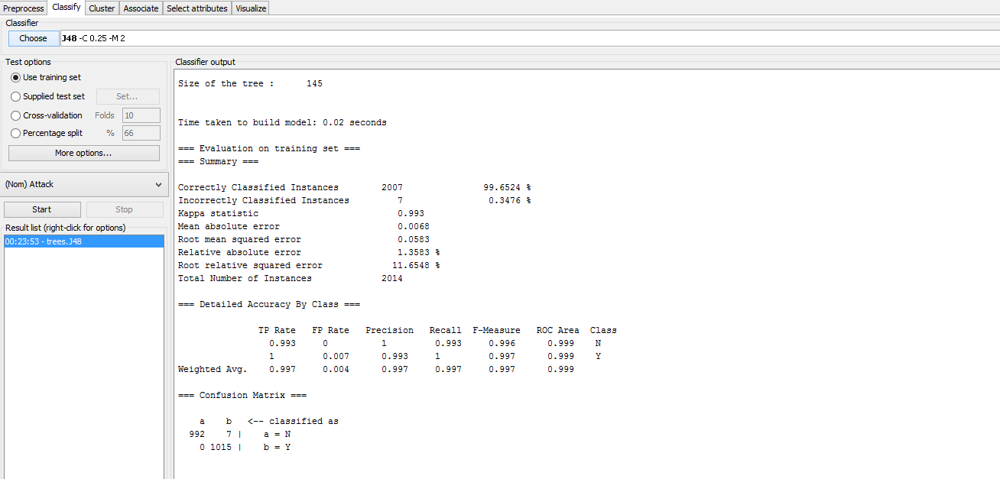 Preprocess Classify Cluster Associate Select attributes Visualize
Classifier
Choose J48 -C 0.25 -M 2
Test options
Use training set
Supplied test set Set...
Cross-validation Folds 10
Percentage split % 66
More options...
(Nom) Attack
Start Stop
Result list (right-click for options)
00:23:53 - trees.J48
Classifier output
Size of the tree : 145
Time taken to build model: 0.02 seconds
=== Evaluation on training set ===
=== Summary ===
Correctly Classified Instances 2007 99.6524 %
Incorrectly Classified Instances 7 0.3476 %
Kappa statistic 0.993
Mean absolute error 0.0068
Root mean squared error 0.0583
Relative absolute error 1.3583 %
Root relative squared error 11.6548 %
Total Number of Instances 2014
=== Detailed Accuracy By Class ===
TP Rate FP Rate Precision Recall F-Measure ROC Area Class
0.993 0 1 0.993 0.996 0.999 N
1 0.007 0.993 1 0.997 0.999 Y
Weighted Avg. 0.997 0.004 0.997 0.997 0.997 0.999
=== Confusion Matrix ===
a b <-- classified as
992 7 | a = N
0 1015 | b = Y